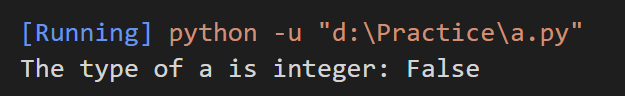 [Running] python -u "d:\Practice\a.py"
The type of a is integer: False